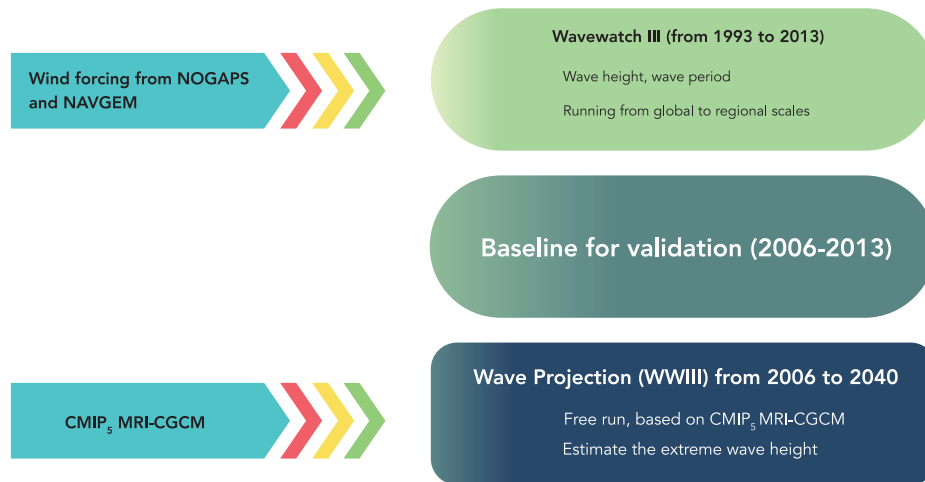 Wind forcing from NOGAPS
and NAVGEM
Wavewatch III (from 1993 to 2013)
Wave height, wave period
Running from global to regional scales
Baseline for validation (2006-2013)
CMIP₅ MRI-CGCM
Wave Projection (WWIII) from 2006 to 2040
Free run, based on CMIP₅ MRI-CGCM
Estimate the extreme wave height